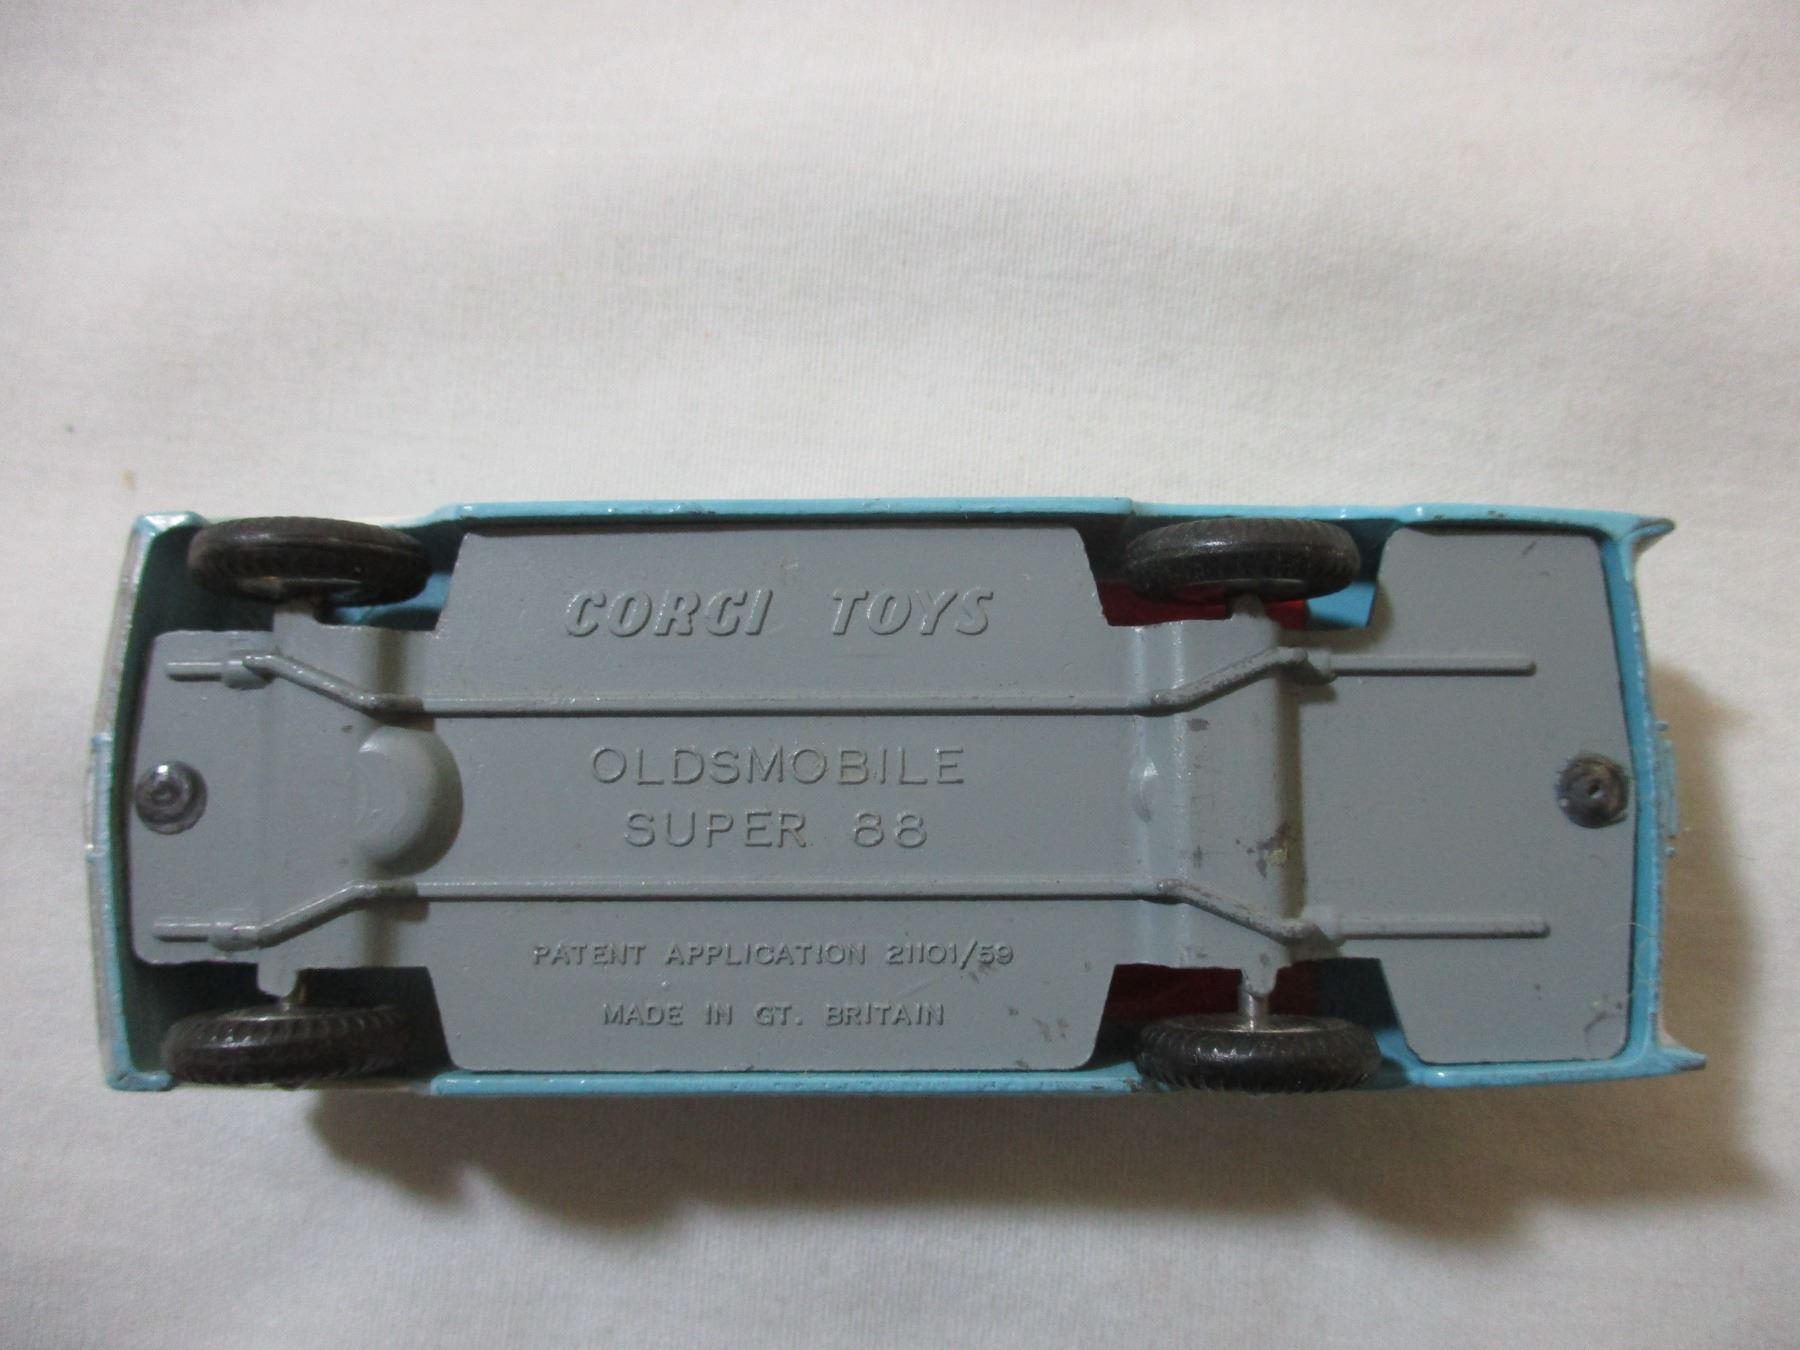 CORGI TOYS
OLDSMOBILE
SUPER 88
PATENT APPLICATION 21101/59
MADE IN GT. BRITAIN